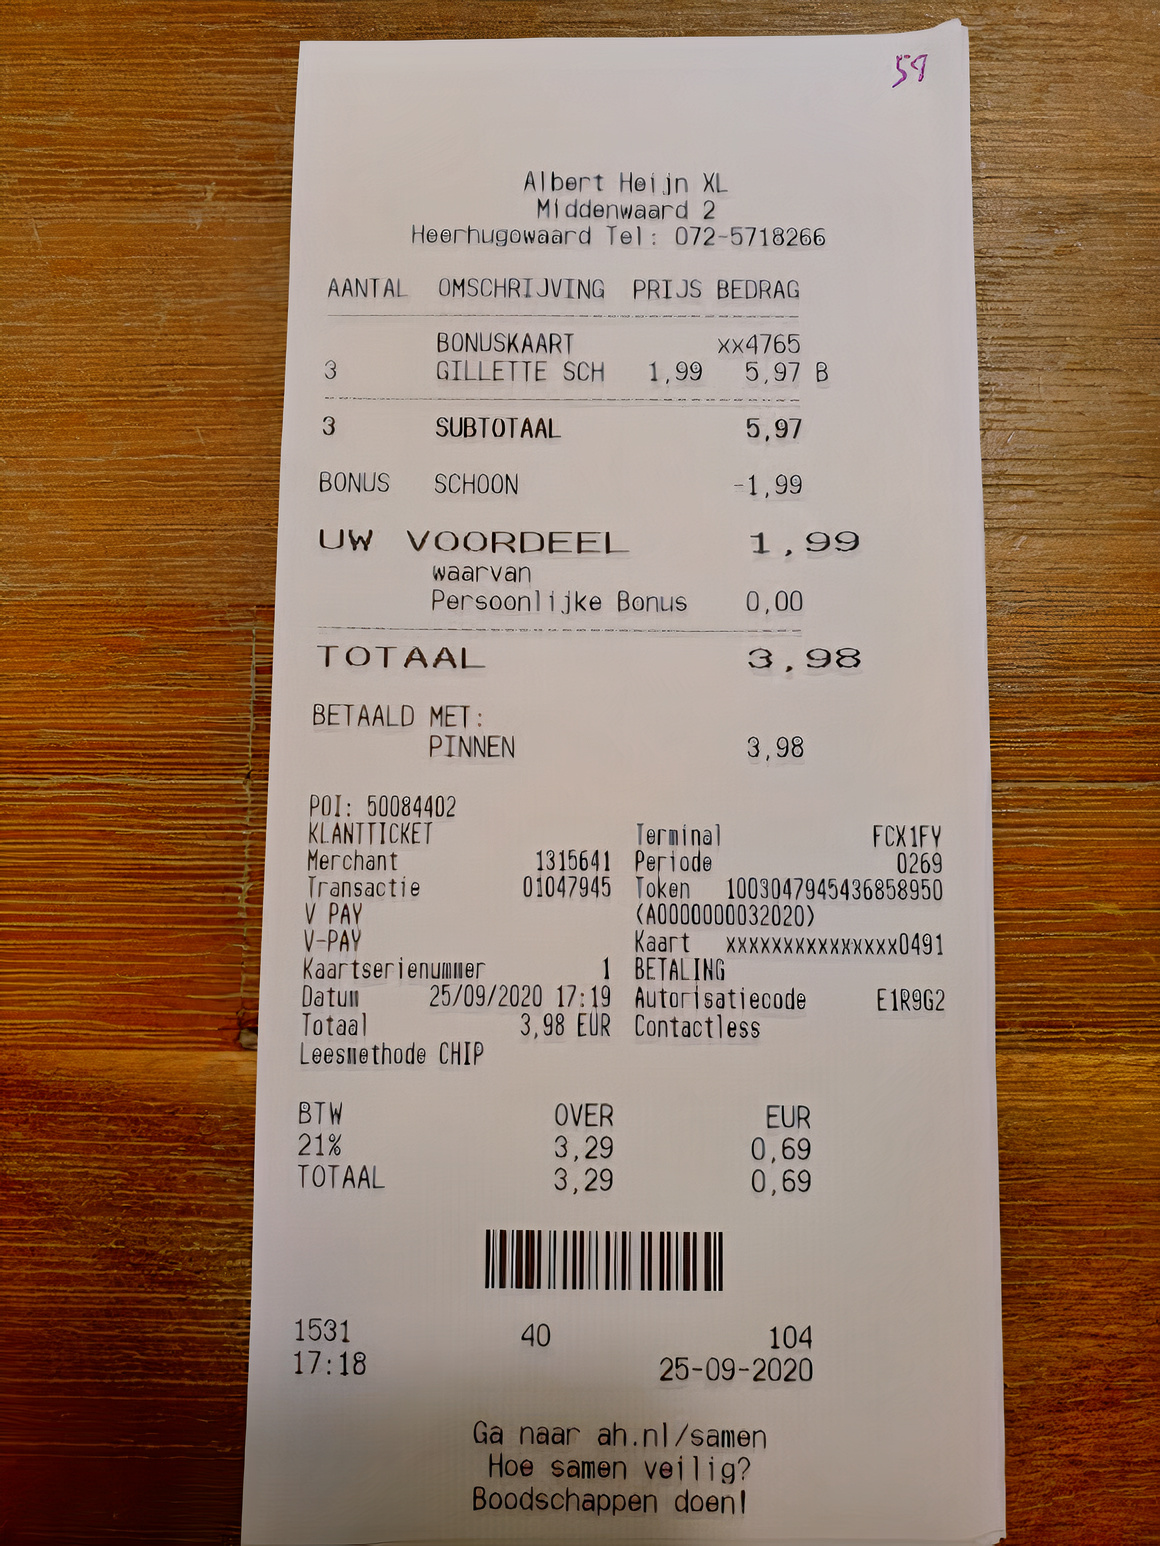 59
Albert Heijn XL
Middenwaard 2
Heerhugowaard Tel: 072-5718266
AANTAL OMSCHRIJVING PRIJS BEDRAG
BONUSKAART xx4765
3 GILLETTE SCH 1,99 5,97 B
3 SUBTOTAAL 5,97
BONUS SCHOON -1,99
UW VOORDEEL 1,99
waarvan
Persoonlijke Bonus 0,00
TOTAAL 3,98
BETAALD MET:
PINNEN 3,98
POI: 50084402
KLANTTICKET Terminal FCX1FY
Merchant 1315641 Periode 0269
Transactie 01047945 Token 1003047945436858950
V PAY (A0000000032020)
V-PAY Kaart xxxxxxxxxxxxxxx0491
Kaartserienummer 1 BETALING
Datum 25/09/2020 17:19 Autorisatiecode E1R9G2
Totaal 3,98 EUR Contactless
Leesmethode CHIP
BTW OVER EUR
21% 3,29 0,69
TOTAAL 3,29 0,69
1531 40 104
17:18 25-09-2020
Ga naar ah.nl/samen
Hoe samen veilig?
Boodschappen doen!